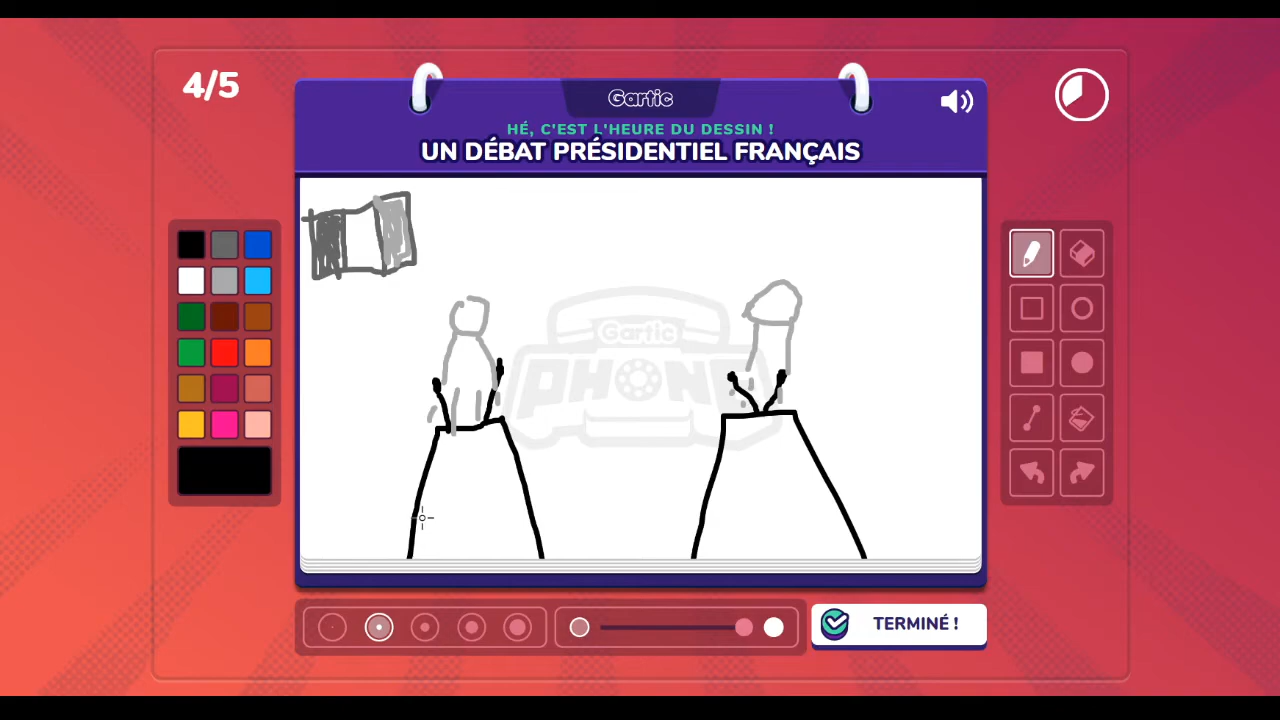 4/5
Gartic
HÉ, C'EST L'HEURE DU DESSIN !
UN DÉBAT PRÉSIDENTIEL FRANÇAIS
Gartic
PHONE
TERMINÉ !